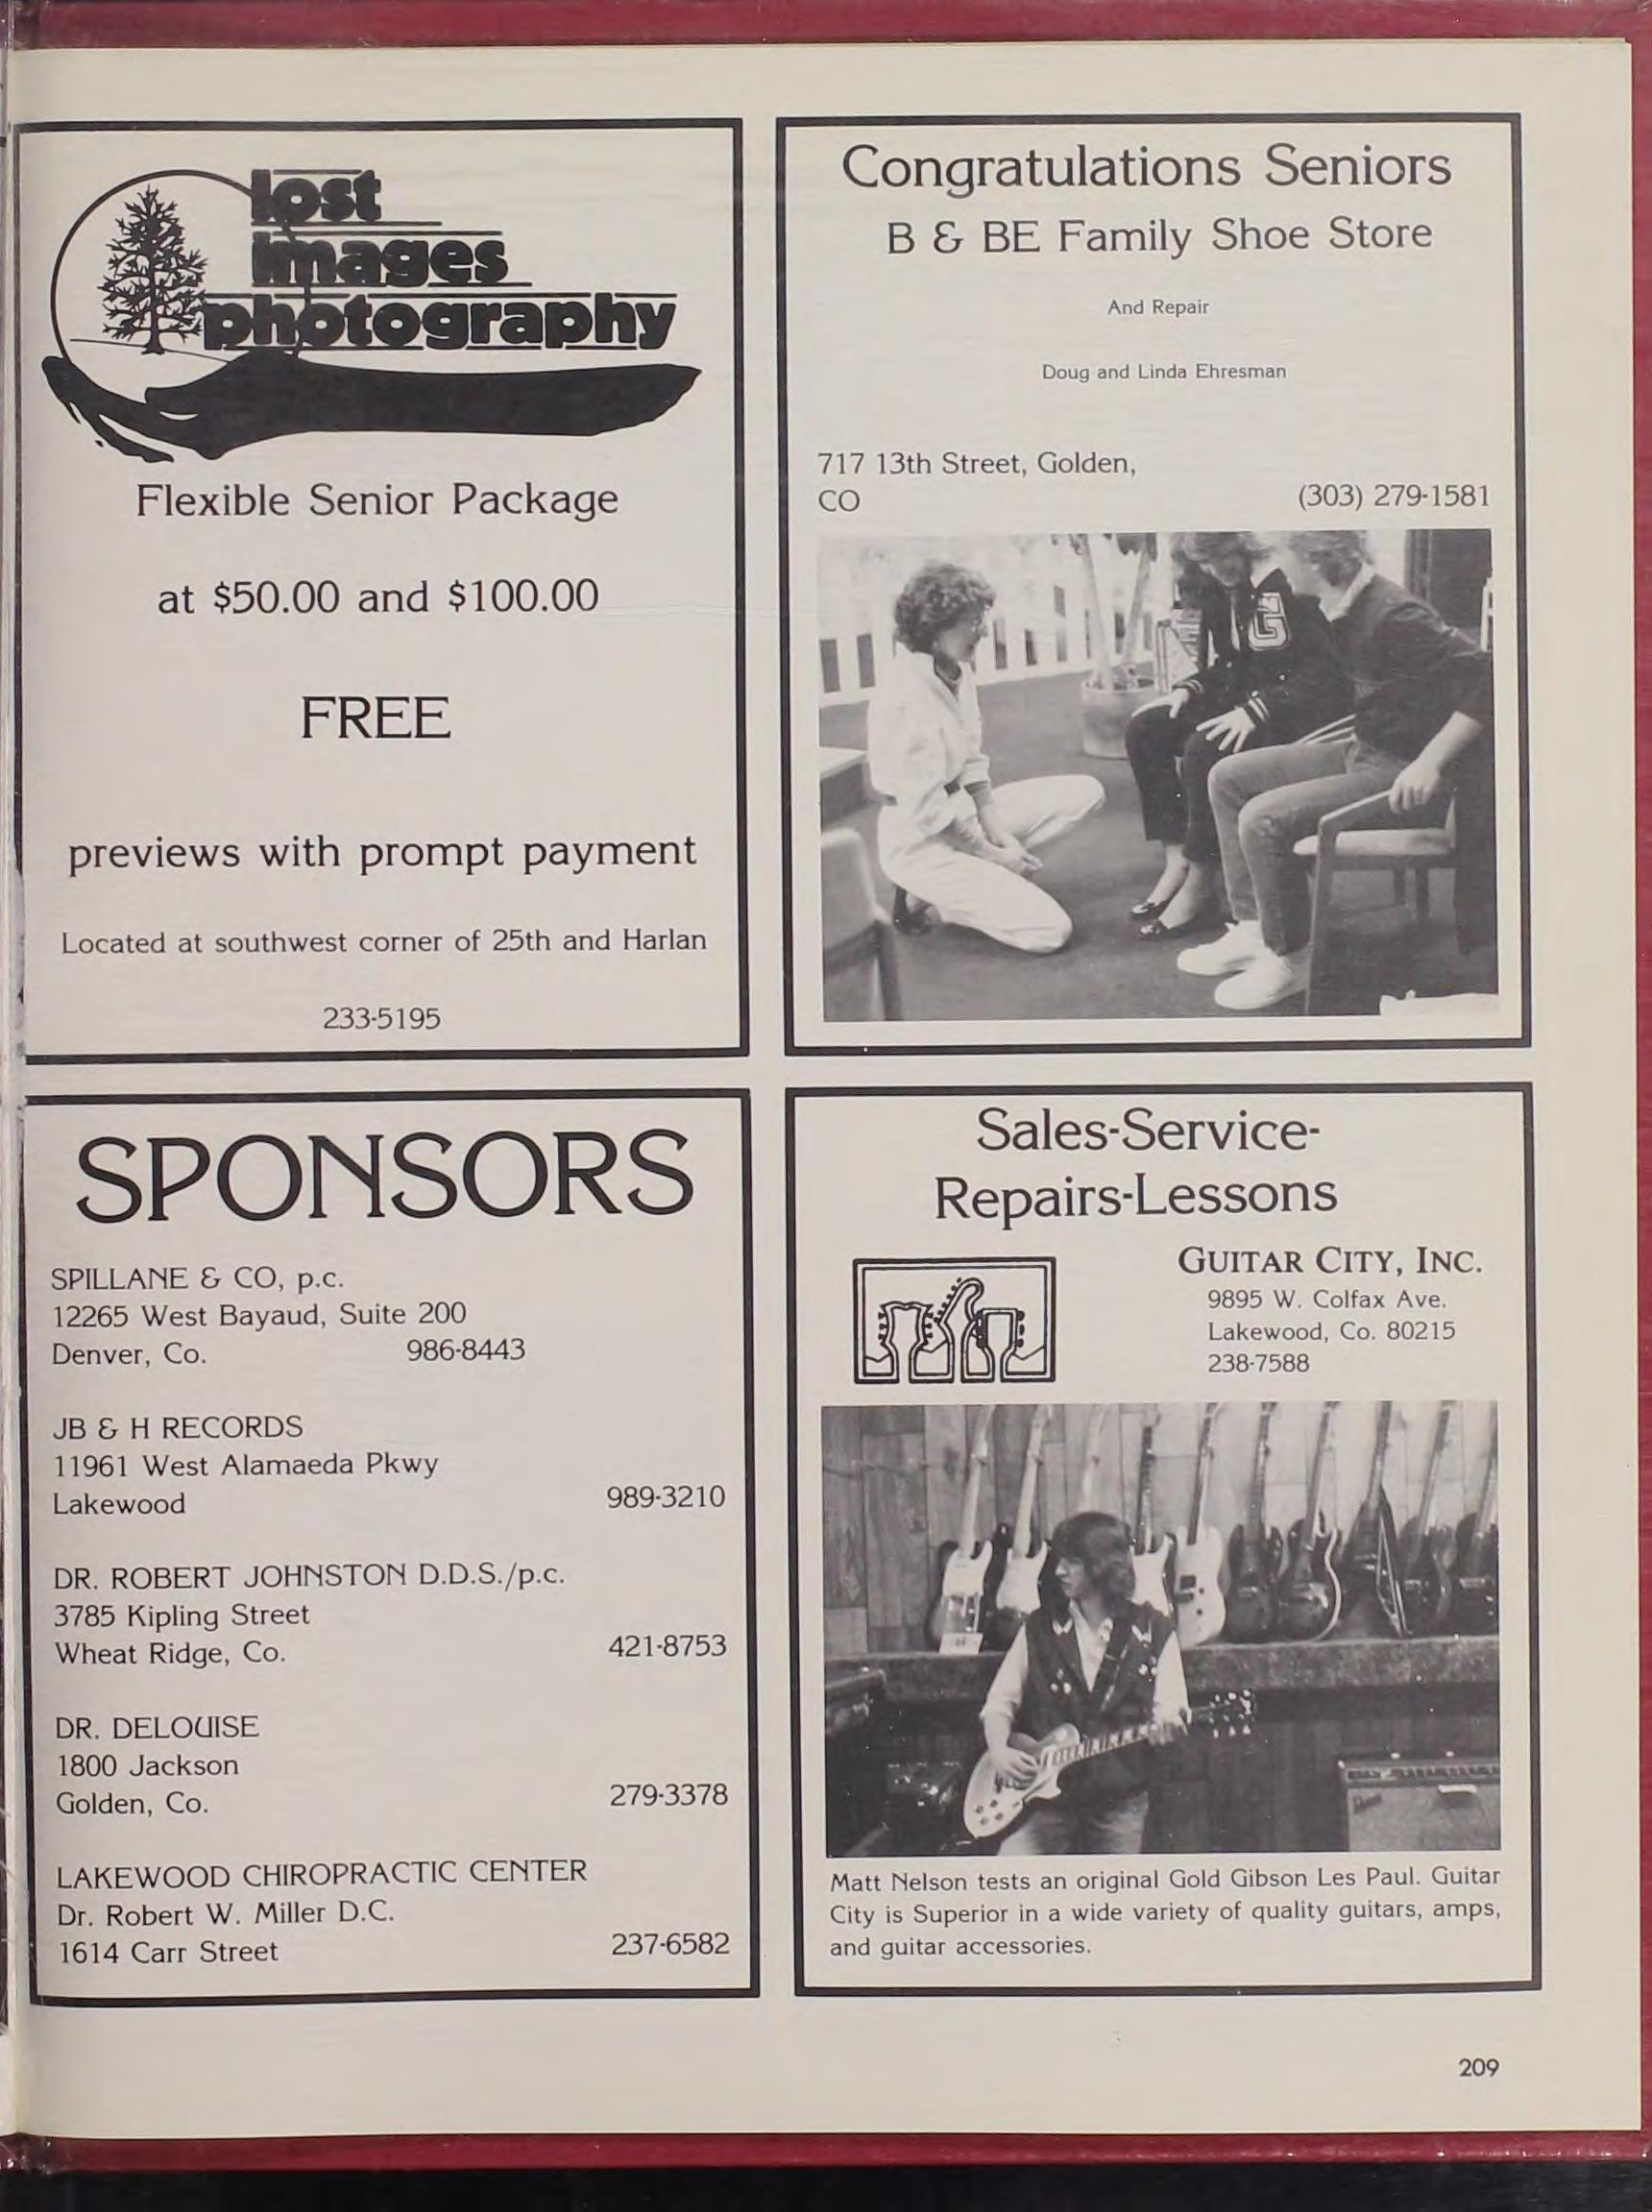 lost
images
photography
Flexible Senior Package
at $50.00 and $100.00
FREE
previews with prompt payment
Located at southwest corner of 25th and Harlan
233-5195
Congratulations Seniors
B & BE Family Shoe Store
And Repair
Doug and Linda Ehresman
717 13th Street, Golden,
CO (303) 279-1581
G
SPONSORS
SPILLANE & CO, p.c.
12265 West Bayaud, Suite 200
Denver, Co. 986-8443
JB & H RECORDS
11961 West Alamaeda Pkwy
Lakewood 989-3210
DR. ROBERT JOHNSTON D.D.S./p.c.
3785 Kipling Street
Wheat Ridge, Co. 421-8753
DR. DELOUISE
1800 Jackson
Golden, Co. 279-3378
LAKEWOOD CHIROPRACTIC CENTER
Dr. Robert W. Miller D.C.
1614 Carr Street 237-6582
Sales-Service-
Repairs-Lessons
GUITAR CITY, INC.
9895 W. Colfax Ave.
Lakewood, Co. 80215
238-7588
Matt Nelson tests an original Gold Gibson Les Paul. Guitar
City is Superior in a wide variety of quality guitars, amps,
and guitar accessories.
209